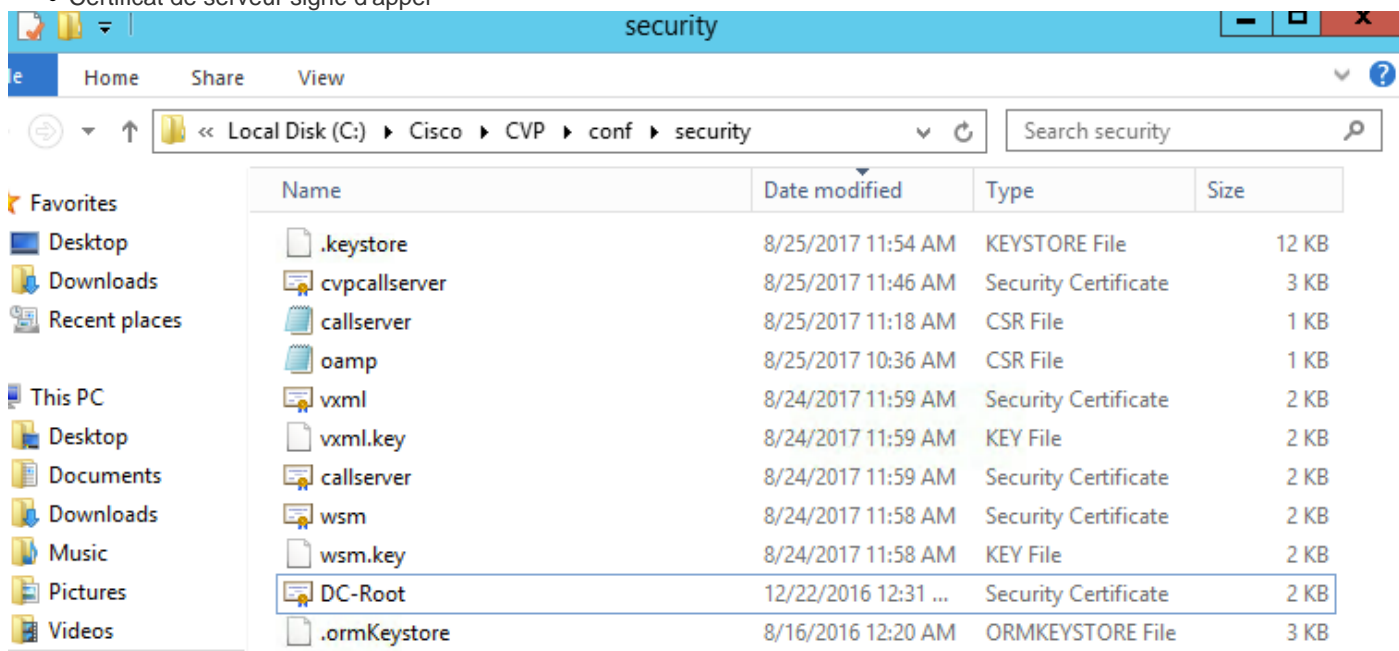 • Certificat de serveur signé d'appel
security
le Home Share View
« Local Disk (C:) Cisco CVP conf security Search security
Favorites
Desktop
Downloads
Recent places
This PC
Desktop
Documents
Downloads
Music
Pictures
Videos
Name Date modified Type Size
.keystore 8/25/2017 11:54 AM KEYSTORE File 12 KB
cvpcallserver 8/25/2017 11:46 AM Security Certificate 3 KB
callserver 8/25/2017 11:18 AM CSR File 1 KB
oamp 8/25/2017 10:36 AM CSR File 1 KB
vxml 8/24/2017 11:59 AM Security Certificate 2 KB
vxml.key 8/24/2017 11:59 AM KEY File 2 KB
callserver 8/24/2017 11:59 AM Security Certificate 2 KB
wsm 8/24/2017 11:58 AM Security Certificate 2 KB
wsm.key 8/24/2017 11:58 AM KEY File 2 KB
DC-Root 12/22/2016 12:31 ... Security Certificate 2 KB
.ormKeystore 8/16/2016 12:20 AM ORMKEYSTORE File 3 KB